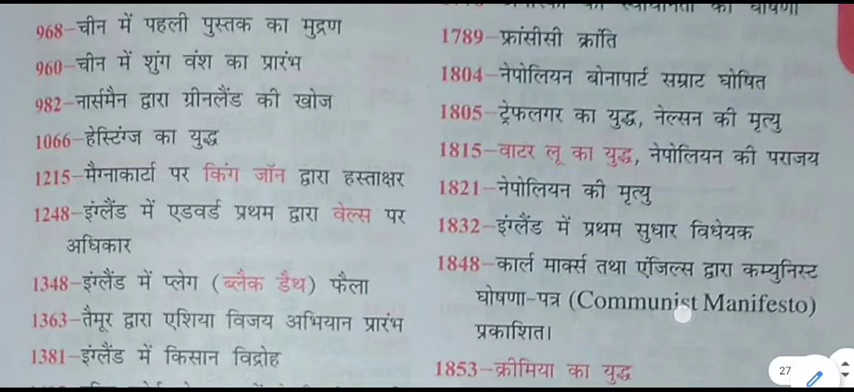 968–चीन में पहली पुस्तक का मुद्रण
960–चीन में शुंग वंश का प्रारंभ
982–नार्समैन द्वारा ग्रीनलैंड की खोज
1066–हेस्टिंग्ज का युद्ध
1215–मैग्नाकार्टा पर किंग जॉन द्वारा हस्ताक्षर
1248–इंग्लैंड में एडवर्ड प्रथम द्वारा वेल्स पर
अधिकार
1348–इंग्लैंड में प्लेग (ब्लैक डैथ) फैला
1363–तैमूर द्वारा एशिया विजय अभियान प्रारंभ
1381–इंग्लैंड में किसान विद्रोह
1789–फ्रांसीसी क्रांति
1804–नेपोलियन बोनापार्ट सम्राट घोषित
1805–ट्रेफलगर का युद्ध, नेल्सन की मृत्यु
1815–वाटर लू का युद्ध, नेपोलियन की पराजय
1821–नेपोलियन की मृत्यु
1832–इंग्लैंड में प्रथम सुधार विधेयक
1848–कार्ल मार्क्स तथा एंजिल्स द्वारा कम्युनिस्ट
घोषणा-पत्र (Communist Manifesto)
प्रकाशित।
1853–क्रीमिया का युद्ध
27